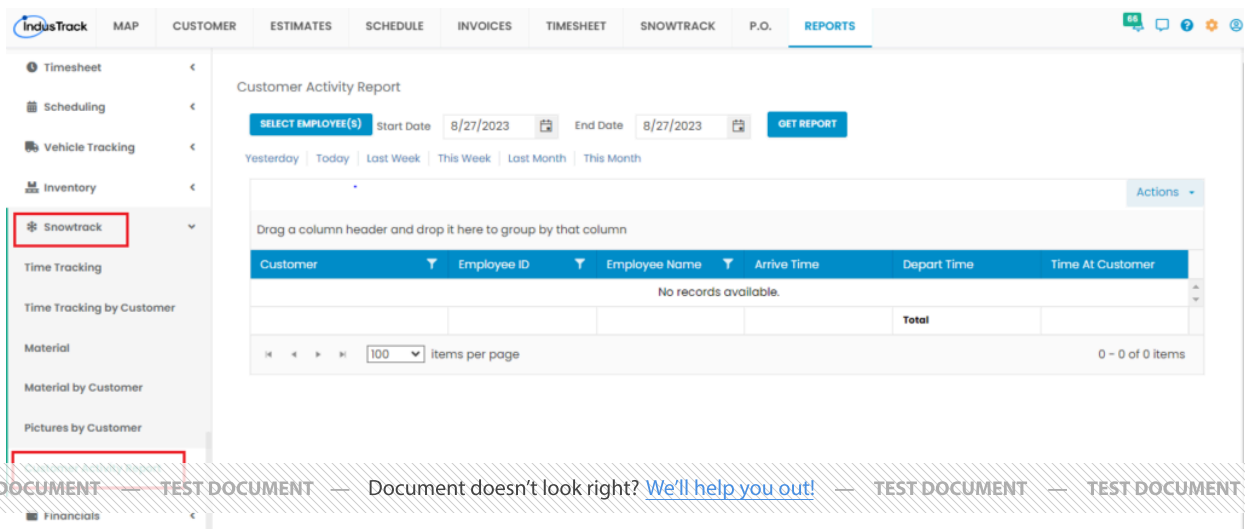 IndusTrack MAP CUSTOMER ESTIMATES SCHEDULE INVOICES TIMESHEET SNOWTRACK P.O. REPORTS 66
Timesheet
Scheduling
Vehicle Tracking
Inventory
Snowtrack
Time Tracking
Time Tracking by Customer
Material
Material by Customer
Pictures by Customer
Customer Activity Report
Financials
Customer Activity Report
SELECT EMPLOYEE(S) Start Date 8/27/2023 End Date 8/27/2023 GET REPORT
Yesterday Today Last Week This Week Last Month This Month
Actions
Drag a column header and drop it here to group by that column
Customer Employee ID Employee Name Arrive Time Depart Time Time At Customer
No records available.
Total
100 items per page 0 - 0 of 0 items
DOCUMENT — TEST DOCUMENT — Document doesn't look right? We'll help you out! — TEST DOCUMENT — TEST DOCUMENT